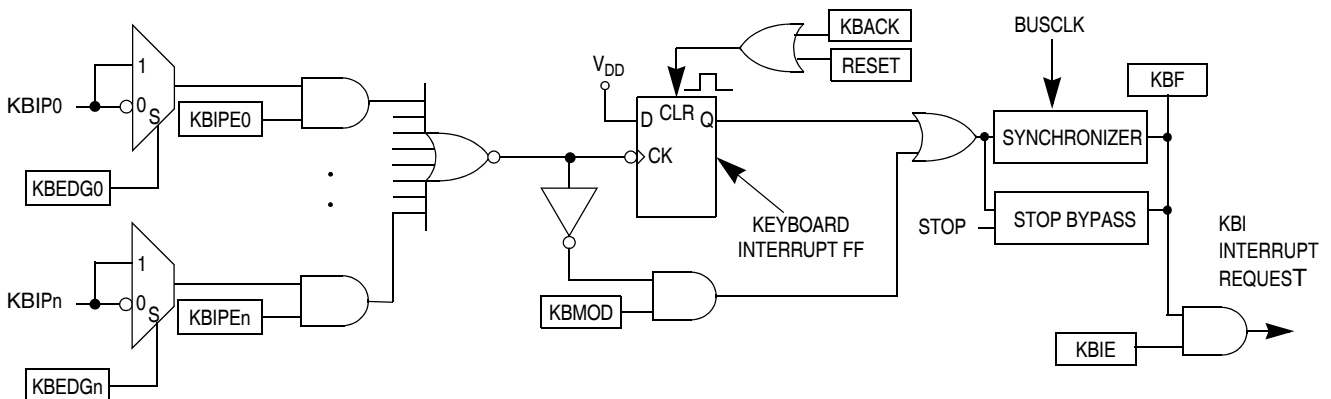 KBIP0
1
0
S
KBIPE0
KBEDG0
KBIPn
1
0
S
KBIPEn
KBEDGn
VDD
D
CLR
Q
CK
KBACK
RESET
KEYBOARD
INTERRUPT FF
KBMOD
BUSCLK
SYNCHRONIZER
KBF
STOP BYPASS
STOP
KBI
INTERRUPT
REQUEST
KBIE